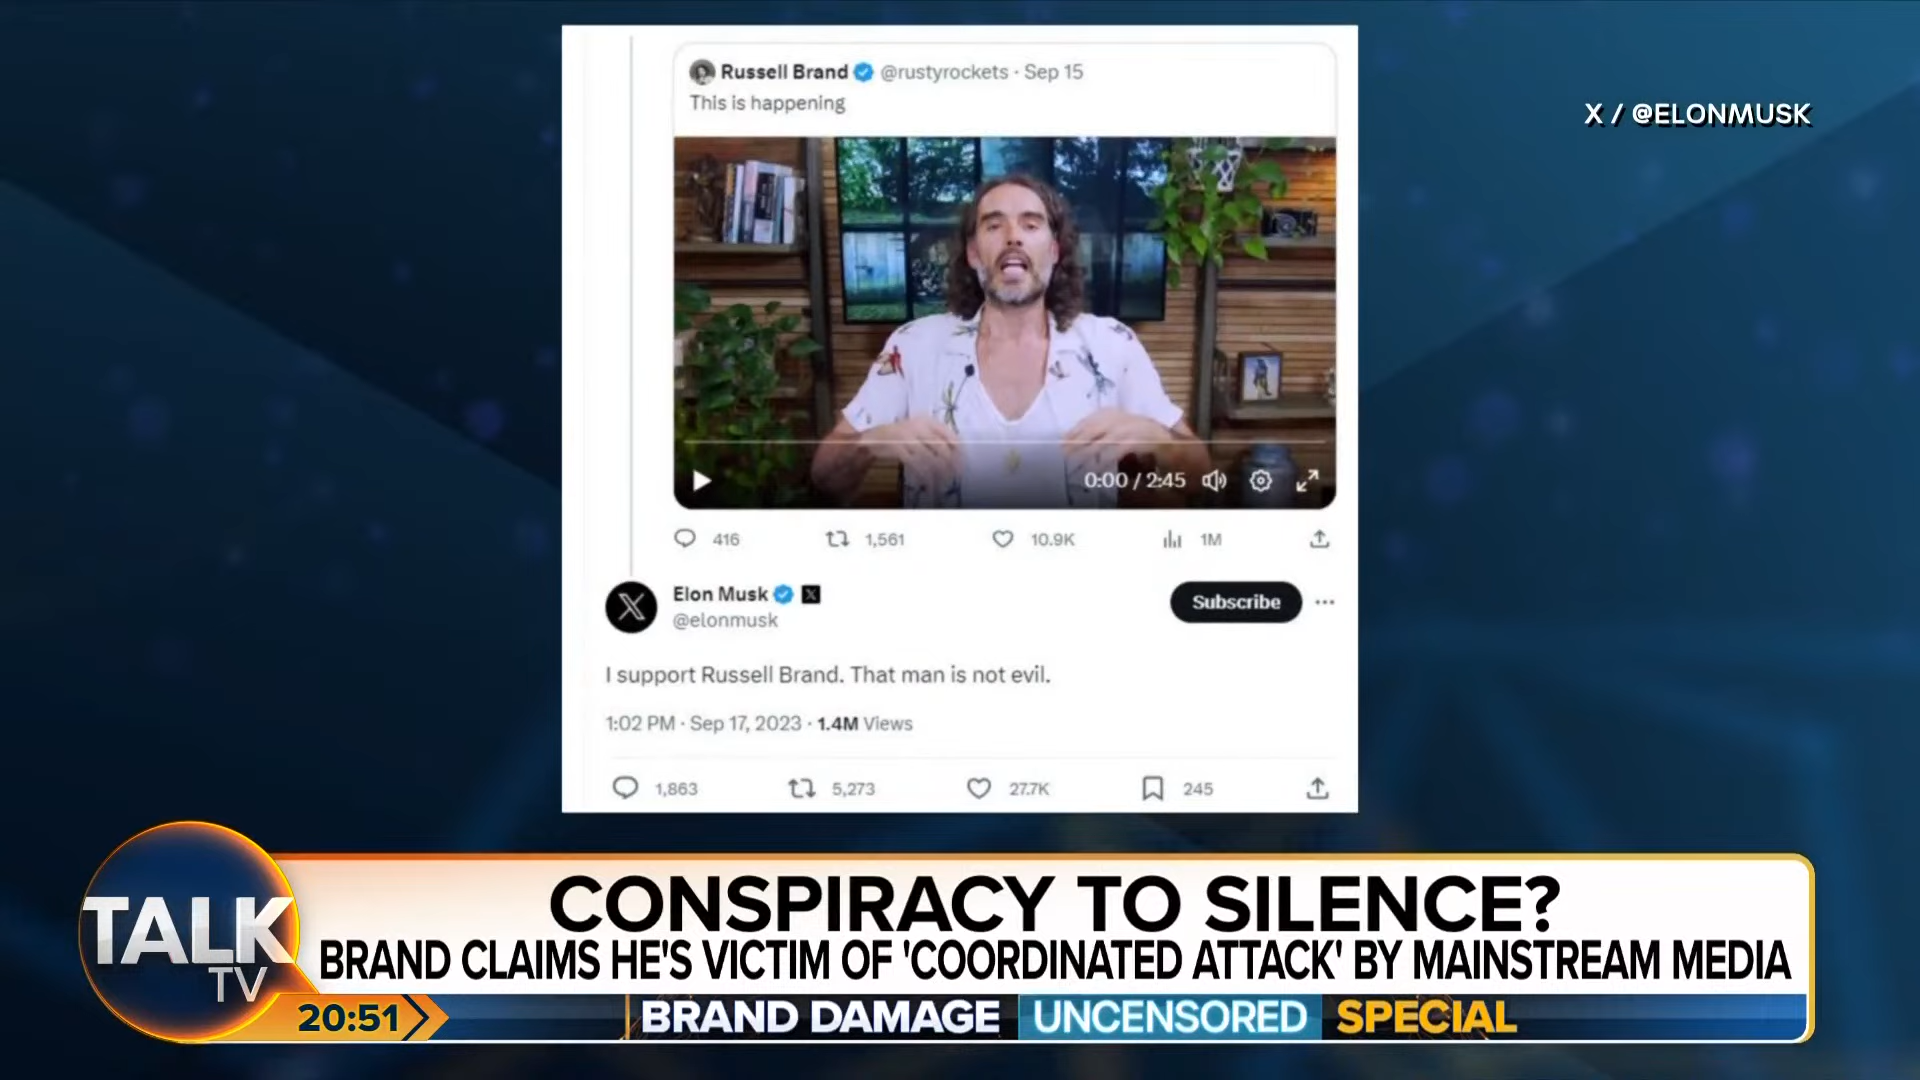 Russell Brand @rustyrockets · Sep 15
This is happening
X / @ELONMUSK
0:00 / 2:45
416 1,561 10.9K 1M
Elon Musk
@elonmusk
Subscribe
I support Russell Brand. That man is not evil.
1:02 PM · Sep 17, 2023 · 1.4M Views
1,863 5,273 27.7K 245
CONSPIRACY TO SILENCE?
BRAND CLAIMS HE'S VICTIM OF 'COORDINATED ATTACK' BY MAINSTREAM MEDIA
TALK
TV
20:51
BRAND DAMAGE UNCENSORED SPECIAL